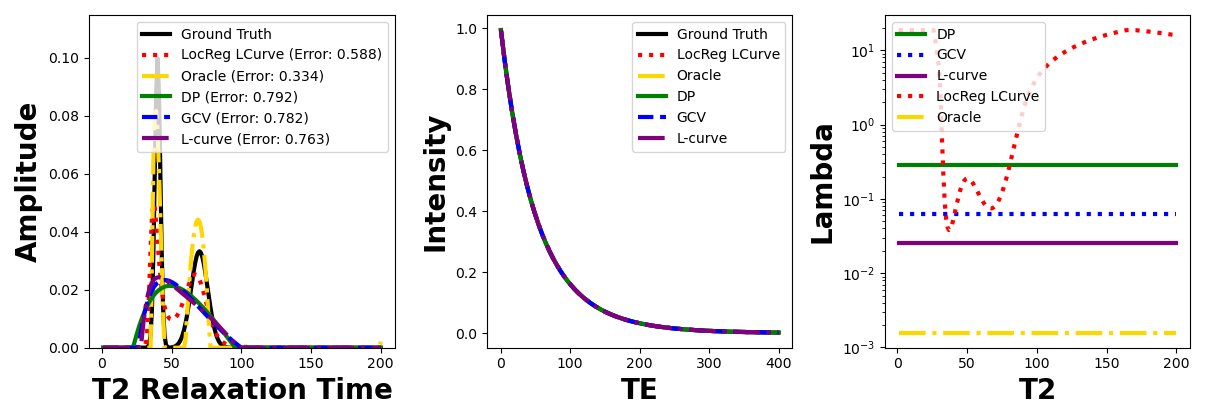 Amplitude
0.10
0.08
0.06
0.04
0.02
0.00
0
50
100
150
200
T2 Relaxation Time
Ground Truth
LocReg LCurve (Error: 0.588)
Oracle (Error: 0.334)
DP (Error: 0.792)
GCV (Error: 0.782)
L-curve (Error: 0.763)
Intensity
1.0
0.8
0.6
0.4
0.2
0.0
0
100
200
300
400
TE
Ground Truth
LocReg LCurve
Oracle
DP
GCV
L-curve
Lambda
10¹
10⁰
10⁻¹
10⁻²
10⁻³
0
50
100
150
200
T2
DP
GCV
L-curve
LocReg LCurve
Oracle